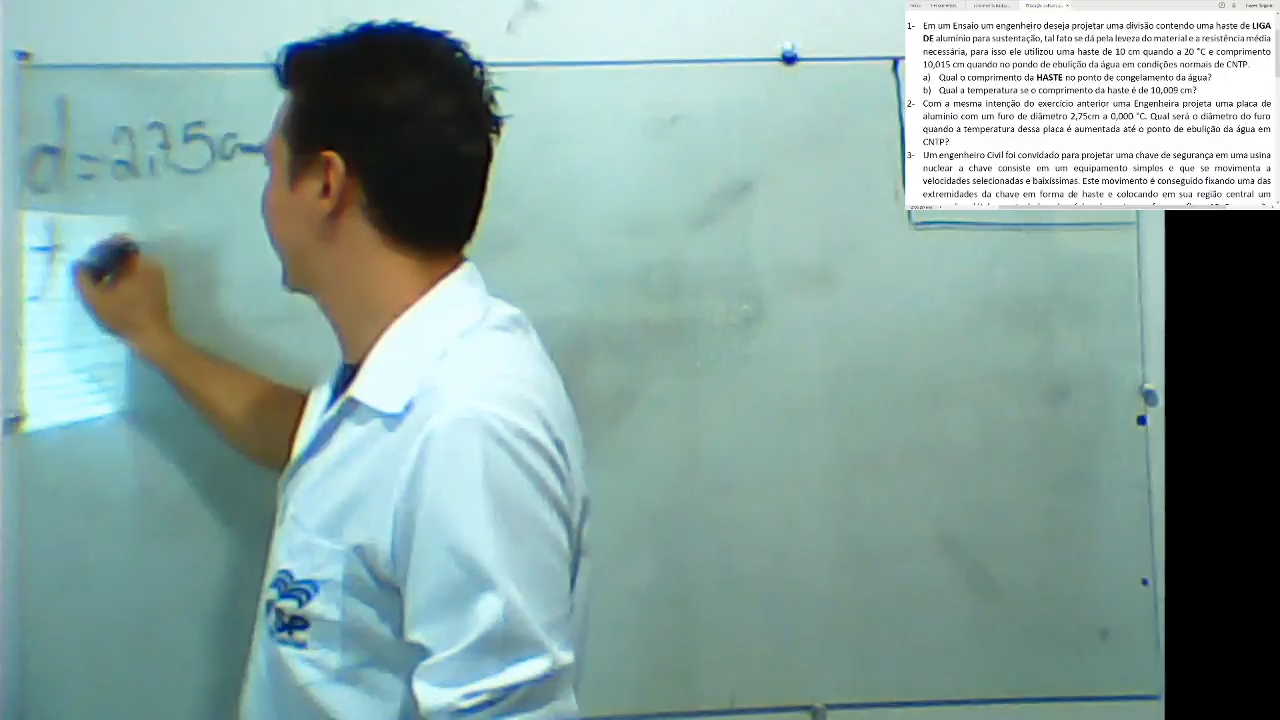 d=2,75cm
1- Em um Ensaio um engenheiro deseja projetar uma divisão contendo uma haste de LIGA
DE alumínio para sustentação, tal fato se dá pela leveza do material e a resistência média
necessária, para isso ele utilizou uma haste de 10 cm quando a 20 °C e comprimento
10,015 cm quando no pondo de ebulição da água em condições normais de CNTP.
a) Qual o comprimento da HASTE no ponto de congelamento da água?
b) Qual a temperatura se o comprimento da haste é de 10,009 cm?
2- Com a mesma intenção do exercício anterior uma Engenheira projeta uma placa de
alumínio com um furo de diâmetro 2,75cm a 0,000 °C. Qual será o diâmetro do furo
quando a temperatura dessa placa é aumentada até o ponto de ebulição da água em
CNTP?
3- Um engenheiro Civil foi convidado para projetar uma chave de segurança em uma usina
nuclear a chave consiste em um equipamento simples e que se movimenta a
velocidades selecionadas e baixíssimas. Este movimento é conseguido fixando uma das
extremidades da chave em forma de haste e colocando em sua região central um